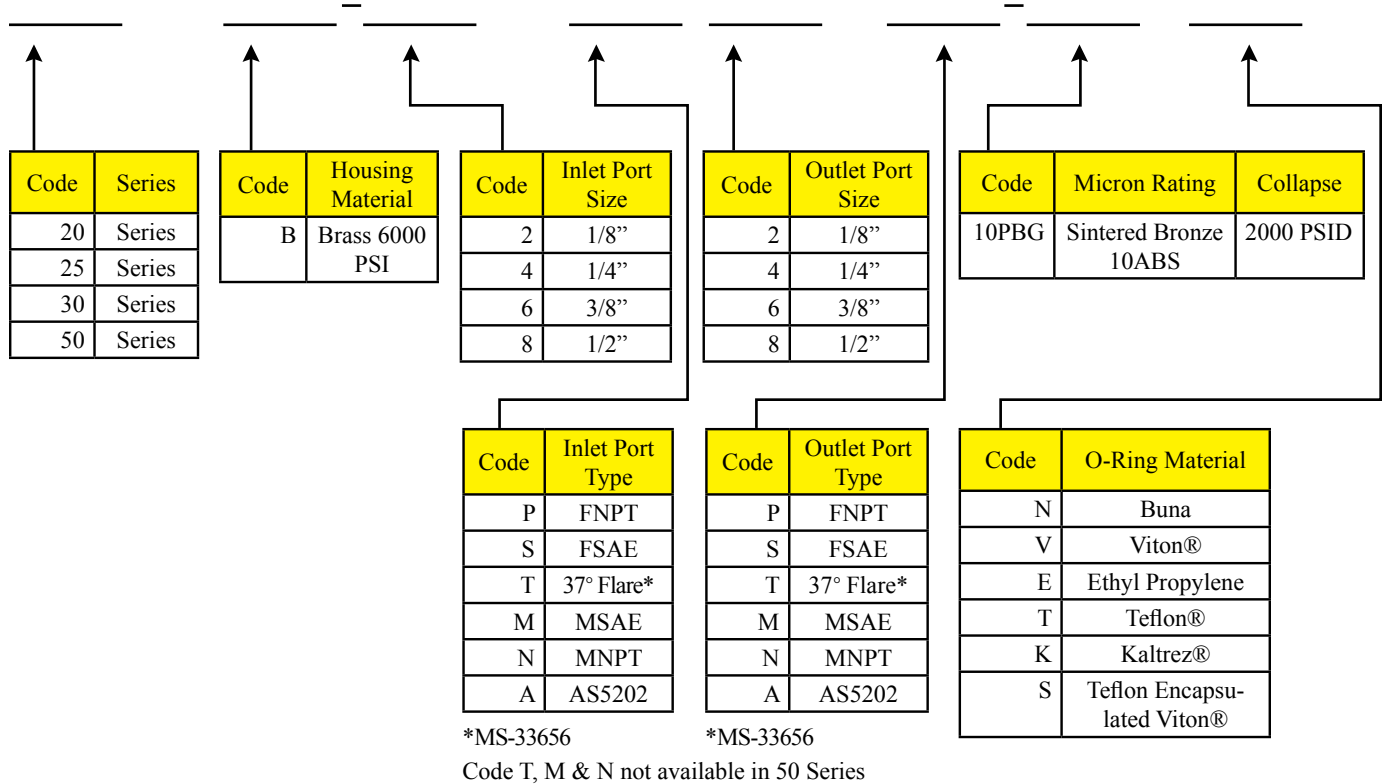 Code Series
20 Series
25 Series
30 Series
50 Series
Code Housing Material
B Brass 6000 PSI
Code Inlet Port Size
2 1/8”
4 1/4”
6 3/8”
8 1/2”
Code Outlet Port Size
2 1/8”
4 1/4”
6 3/8”
8 1/2”
Code Micron Rating Collapse
10PBG Sintered Bronze 10ABS 2000 PSID
Code Inlet Port Type
P FNPT
S FSAE
T 37° Flare*
M MSAE
N MNPT
A AS5202
*MS-33656
Code Outlet Port Type
P FNPT
S FSAE
T 37° Flare*
M MSAE
N MNPT
A AS5202
*MS-33656
Code O-Ring Material
N Buna
V Viton®
E Ethyl Propylene
T Teflon®
K Kaltrez®
S Teflon Encapsu-
lated Viton®
Code T, M & N not available in 50 Series